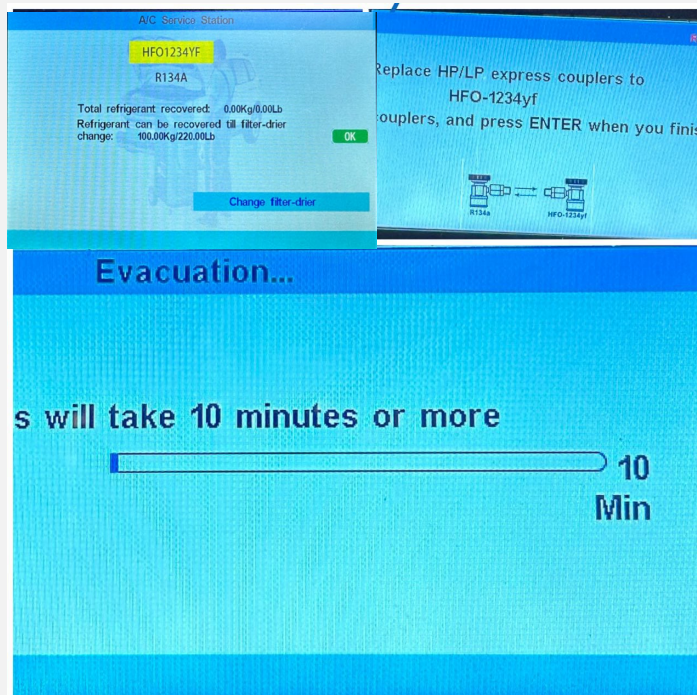 A/C Service Station
HFO1234YF
R134A
Total refrigerant recovered: 0.00Kg/0.00Lb
Refrigerant can be recovered till filter-drier
change: 100.00Kg/220.00Lb
OK
Change filter-drier
Replace HP/LP express couplers to
HFO-1234yf
couplers, and press ENTER when you finis
R134a
HFO-1234yf
Evacuation...
s will take 10 minutes or more
10
Min